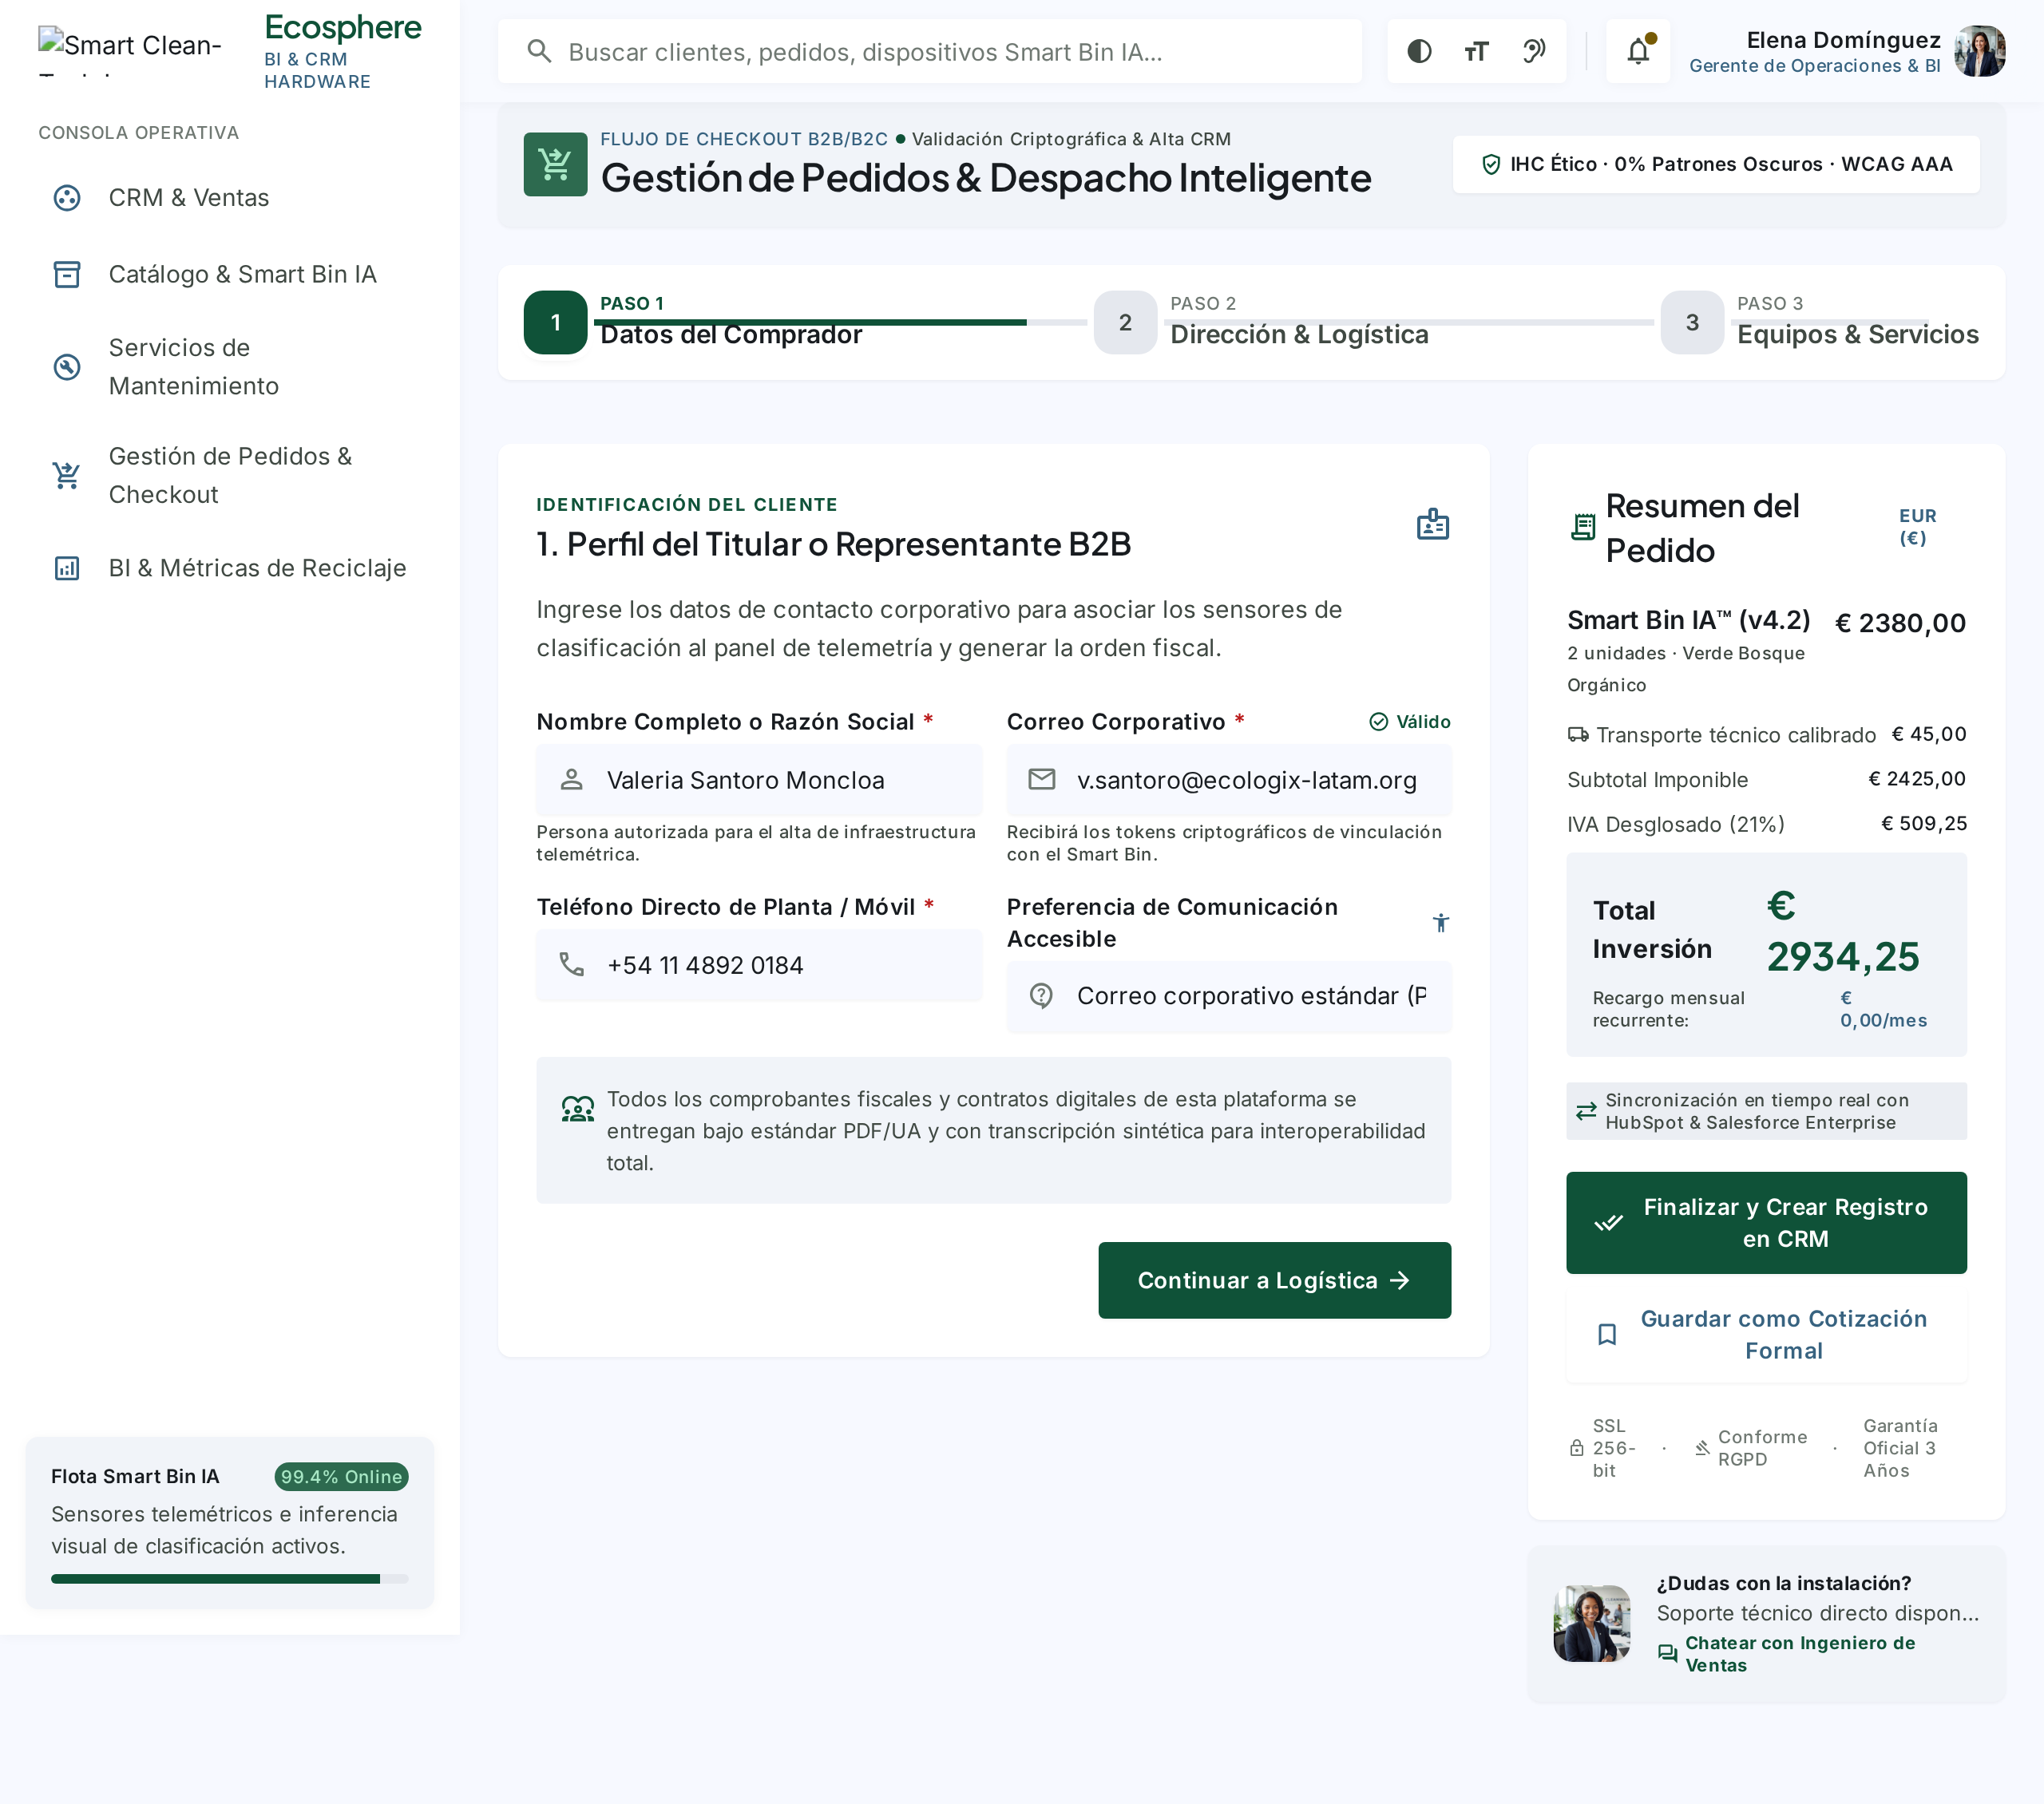 Smart Clean-
Ecosphere
BI & CRM
HARDWARE
CONSOLA OPERATIVA
CRM & Ventas
Catálogo & Smart Bin IA
Servicios de
Mantenimiento
Gestión de Pedidos &
Checkout
BI & Métricas de Reciclaje
Flota Smart Bin IA
99.4% Online
Sensores telemétricos e inferencia
visual de clasificación activos.
Buscar clientes, pedidos, dispositivos Smart Bin IA...
Elena Domínguez
Gerente de Operaciones & BI
FLUJO DE CHECKOUT B2B/B2C ● Validación Criptográfica & Alta CRM
Gestión de Pedidos & Despacho Inteligente
IHC Ético · 0% Patrones Oscuros · WCAG AAA
1
PASO 1
Datos del Comprador
2
PASO 2
Dirección & Logística
3
PASO 3
Equipos & Servicios
IDENTIFICACIÓN DEL CLIENTE
1. Perfil del Titular o Representante B2B
Ingrese los datos de contacto corporativo para asociar los sensores de
clasificación al panel de telemetría y generar la orden fiscal.
Nombre Completo o Razón Social *
Valeria Santoro Moncloa
Persona autorizada para el alta de infraestructura
telemétrica.
Correo Corporativo *
Válido
v.santoro@ecologix-latam.org
Recibirá los tokens criptográficos de vinculación
con el Smart Bin.
Teléfono Directo de Planta / Móvil *
+54 11 4892 0184
Preferencia de Comunicación
Accesible
Correo corporativo estándar (P
Todos los comprobantes fiscales y contratos digitales de esta plataforma se
entregan bajo estándar PDF/UA y con transcripción sintética para interoperabilidad
total.
Continuar a Logística
Resumen del
Pedido
EUR
(€)
Smart Bin IA™ (v4.2)
€ 2380,00
2 unidades · Verde Bosque
Orgánico
Transporte técnico calibrado
€ 45,00
Subtotal Imponible
€ 2425,00
IVA Desglosado (21%)
€ 509,25
Total
Inversión
€
2934,25
Recargo mensual
recurrente:
€
0,00/mes
Sincronización en tiempo real con
HubSpot & Salesforce Enterprise
Finalizar y Crear Registro
en CRM
Guardar como Cotización
Formal
SSL
256-
bit
·
Conforme
RGPD
·
Garantía
Oficial 3
Años
¿Dudas con la instalación?
Soporte técnico directo dispon...
Chatear con Ingeniero de
Ventas